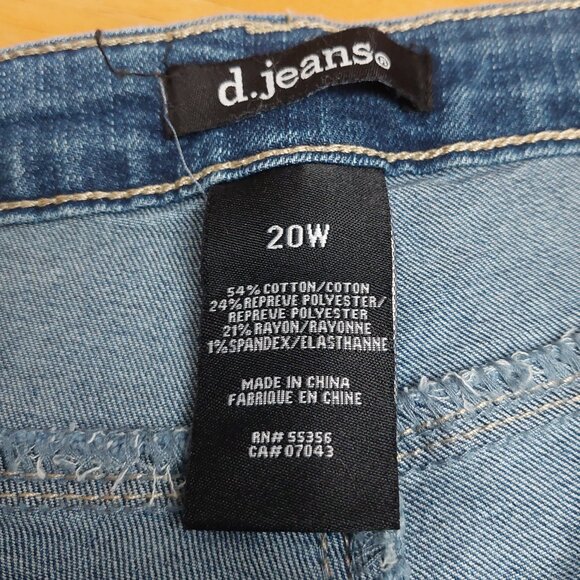 d.jeans®
20W
54% COTTON/COTON
24% REPREVE POLYESTER/
REPREVE POLYESTER
21% RAYON/RAYONNE
1% SPANDEX/ELASTHANNE
MADE IN CHINA
FABRIQUE EN CHINE
RN# 55356
CA# 07043